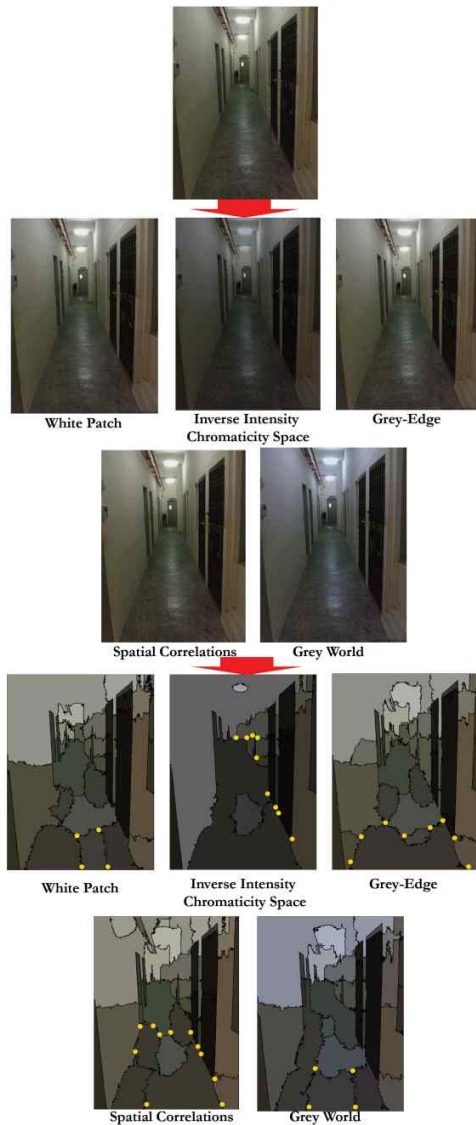 White Patch
Inverse Intensity
Chromaticity Space
Grey-Edge
Spatial Correlations
Grey World
White Patch
Inverse Intensity
Chromaticity Space
Grey-Edge
Spatial Correlations
Grey World